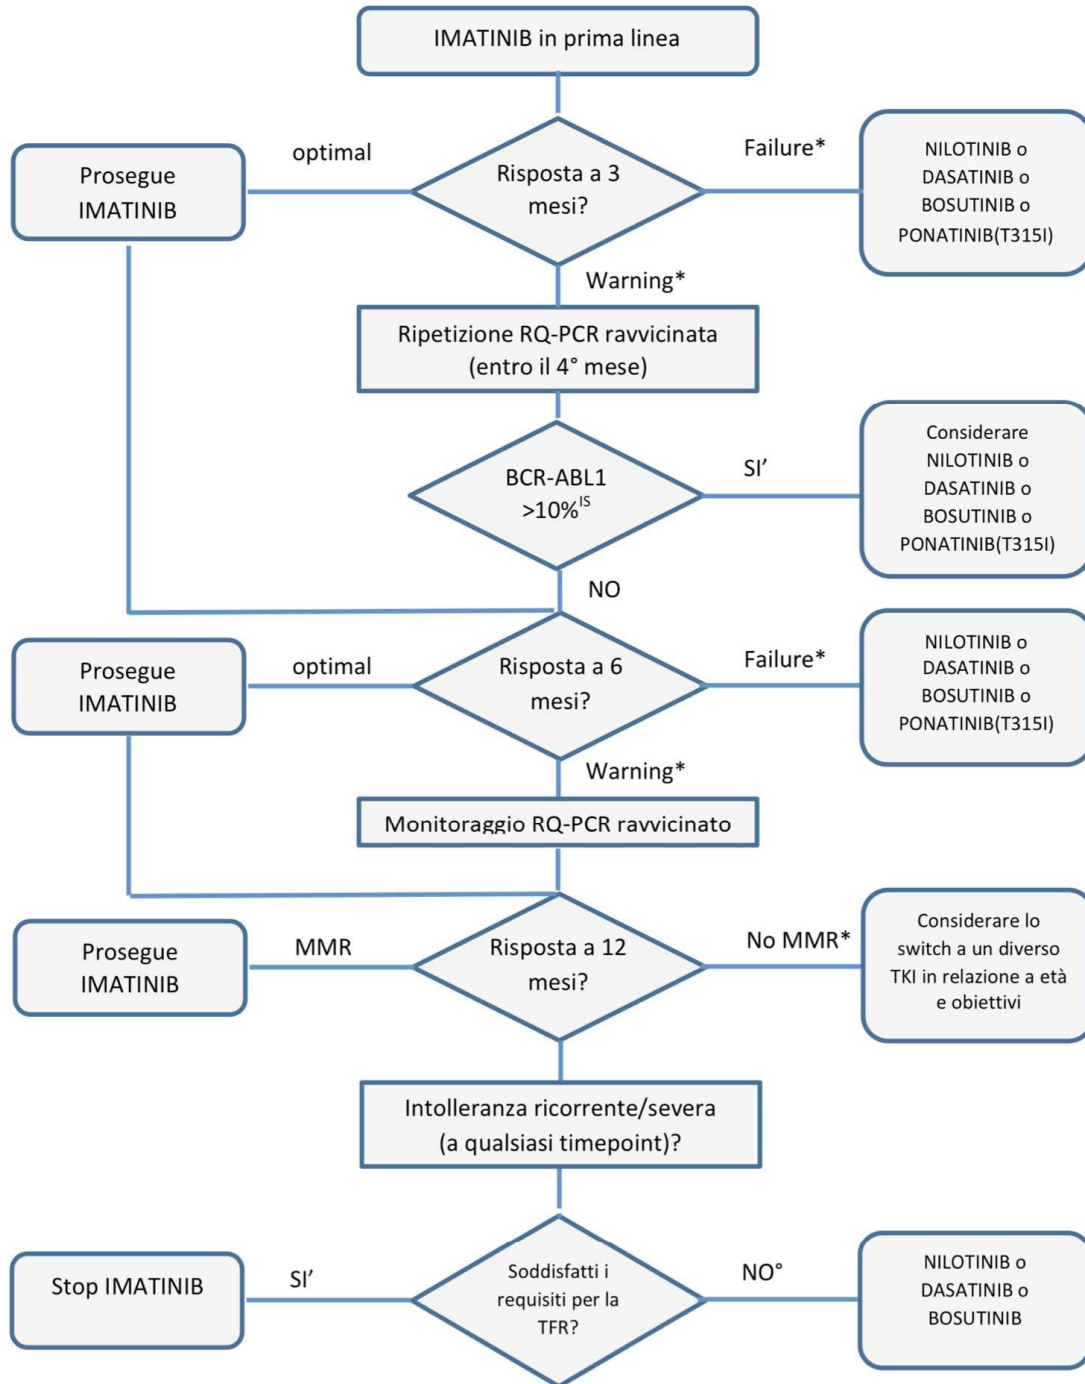 IMATINIB in prima linea
optimal
Failure*
Prosegue
IMATINIB
Risposta a 3
mesi?
NILOTINIB o
DASATINIB o
BOSUTINIB o
PONATINIB(T315I)
Warning*
Ripetizione RQ-PCR ravvicinata
(entro il 4° mese)
BCR-ABL1
>10%IS
SI’
Considerare
NILOTINIB o
DASATINIB o
BOSUTINIB o
PONATINIB(T315I)
NO
Prosegue
IMATINIB
optimal
Risposta a 6
mesi?
Failure*
NILOTINIB o
DASATINIB o
BOSUTINIB o
PONATINIB(T315I)
Warning*
Monitoraggio RQ-PCR ravvicinato
Prosegue
IMATINIB
MMR
Risposta a 12
mesi?
No MMR*
Considerare lo
switch a un diverso
TKI in relazione a età
e obiettivi
Intolleranza ricorrente/severa
(a qualsiasi timepoint)?
Stop IMATINIB
SI’
Soddisfatti i
requisiti per la
TFR?
NO°
NILOTINIB o
DASATINIB o
BOSUTINIB